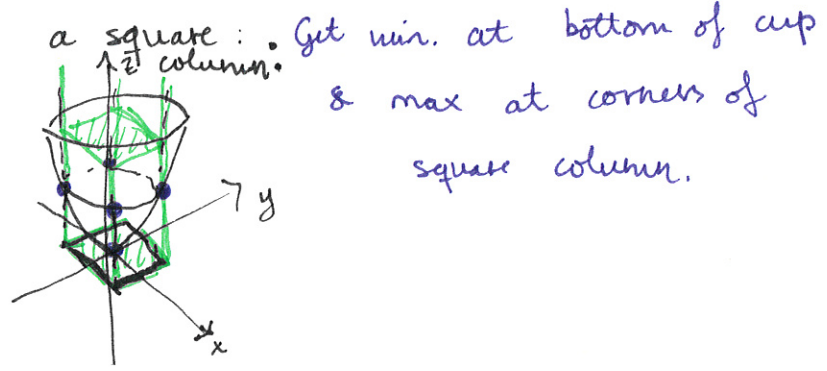 a square : . Get min. at bottom of cup
z column.
& max at corners of
square column.
y
x